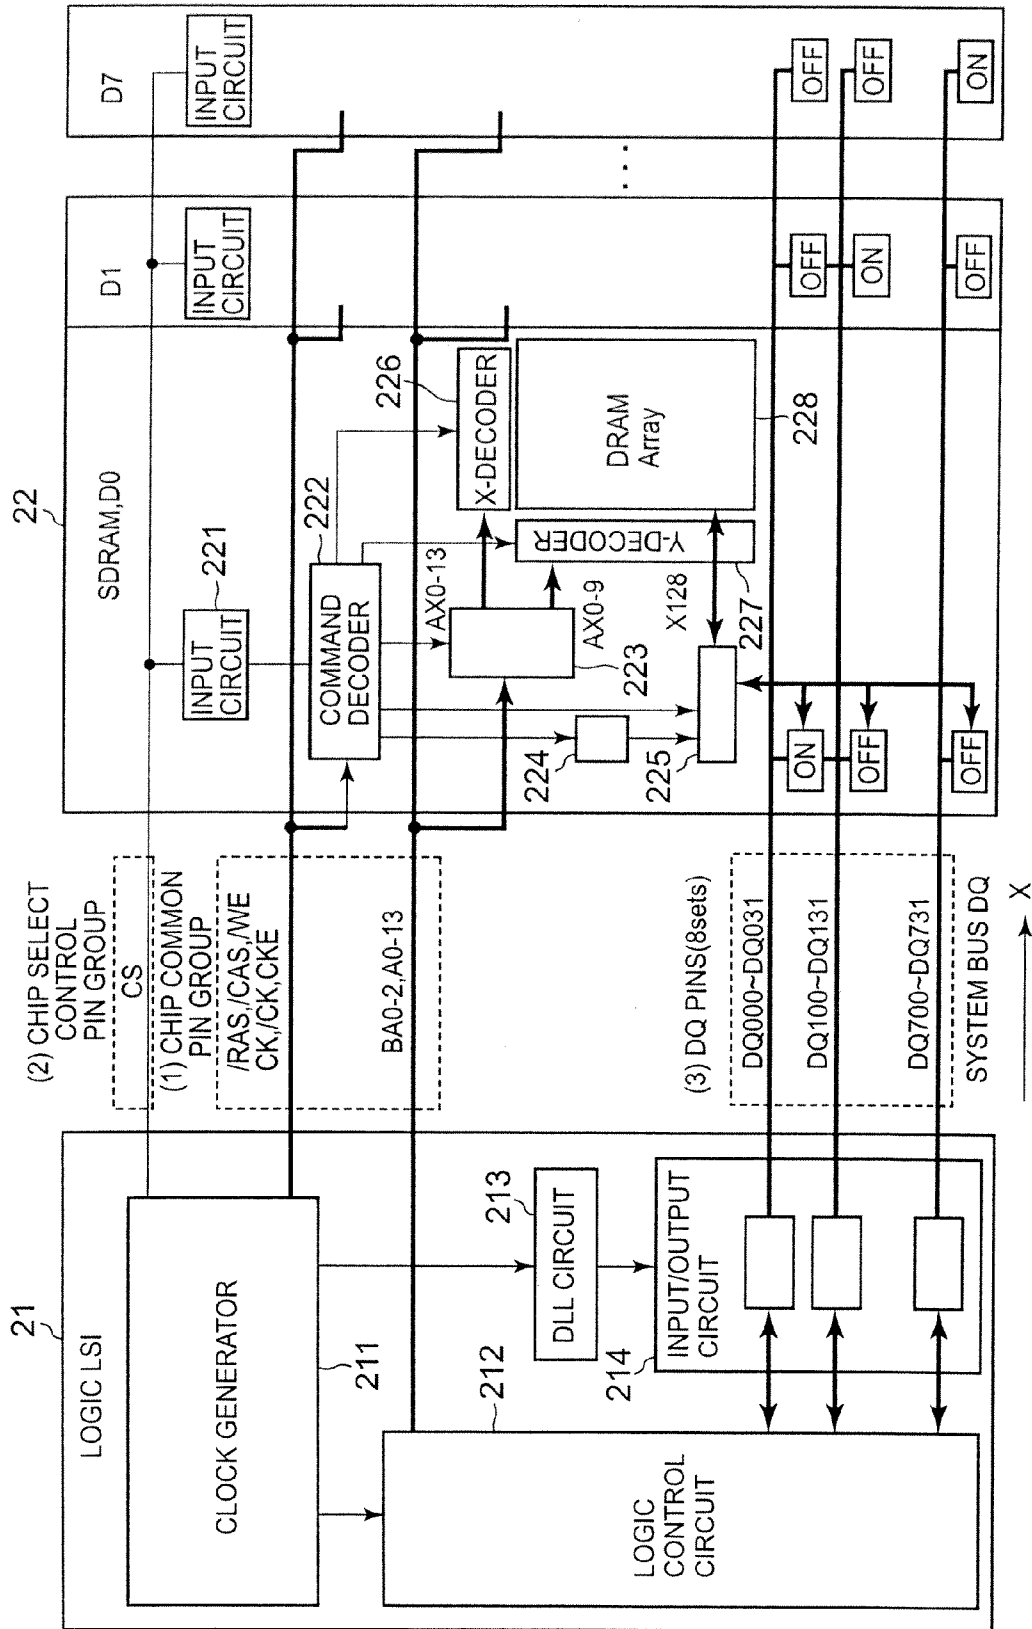 21
LOGIC LSI
CLOCK GENERATOR
211
212
LOGIC
CONTROL
CIRCUIT
213
DLL CIRCUIT
214
INPUT/OUTPUT
CIRCUIT
(2) CHIP SELECT
CONTROL
PIN GROUP
CS
(1) CHIP COMMON
PIN GROUP
/RAS,/CAS,/WE
CK,/CK,CKE
BA0-2,A0-13
(3) DQ PINS(8sets)
DQ000~DQ031
DQ100~DQ131
DQ700~DQ731
SYSTEM BUS DQ
X
22
SDRAM,D0
221
INPUT
CIRCUIT
222
COMMAND
DECODER
AX0-13
223
AX0-9
224
225
X128
226
X-DECODER
Y-DECODER
227
DRAM
Array
228
ON
OFF
OFF
D1
INPUT
CIRCUIT
OFF
ON
OFF
...
D7
INPUT
CIRCUIT
OFF
OFF
ON